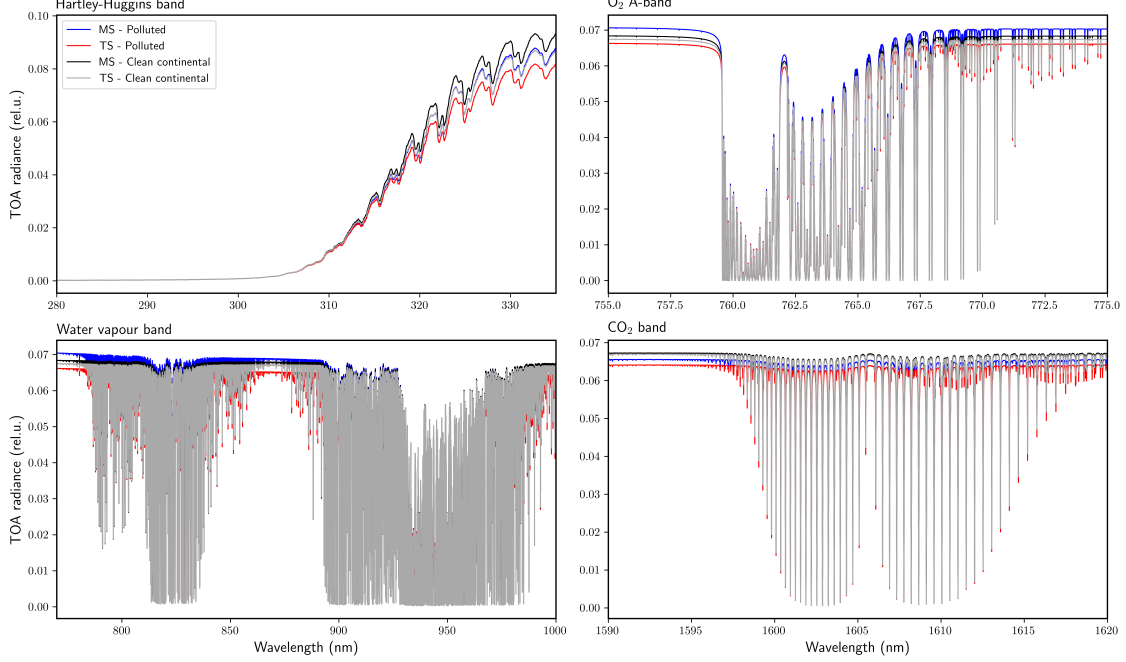 Hartley-Huggins band
O₂ A-band
0.10
0.08
0.06
0.04
0.02
0.00
TOA radiance (rel.u.)
MS - Polluted
TS - Polluted
MS - Clean continental
TS - Clean continental
280 290 300 310 320 330
0.07
0.06
0.05
0.04
0.03
0.02
0.01
0.00
755.0 757.5 760.0 762.5 765.0 767.5 770.0 772.5 775.0
Water vapour band
CO₂ band
0.07
0.06
0.05
0.04
0.03
0.02
0.01
0.00
TOA radiance (rel.u.)
800 850 900 950 1000
Wavelength (nm)
0.07
0.06
0.05
0.04
0.03
0.02
0.01
0.00
1590 1595 1600 1605 1610 1615 1620
Wavelength (nm)